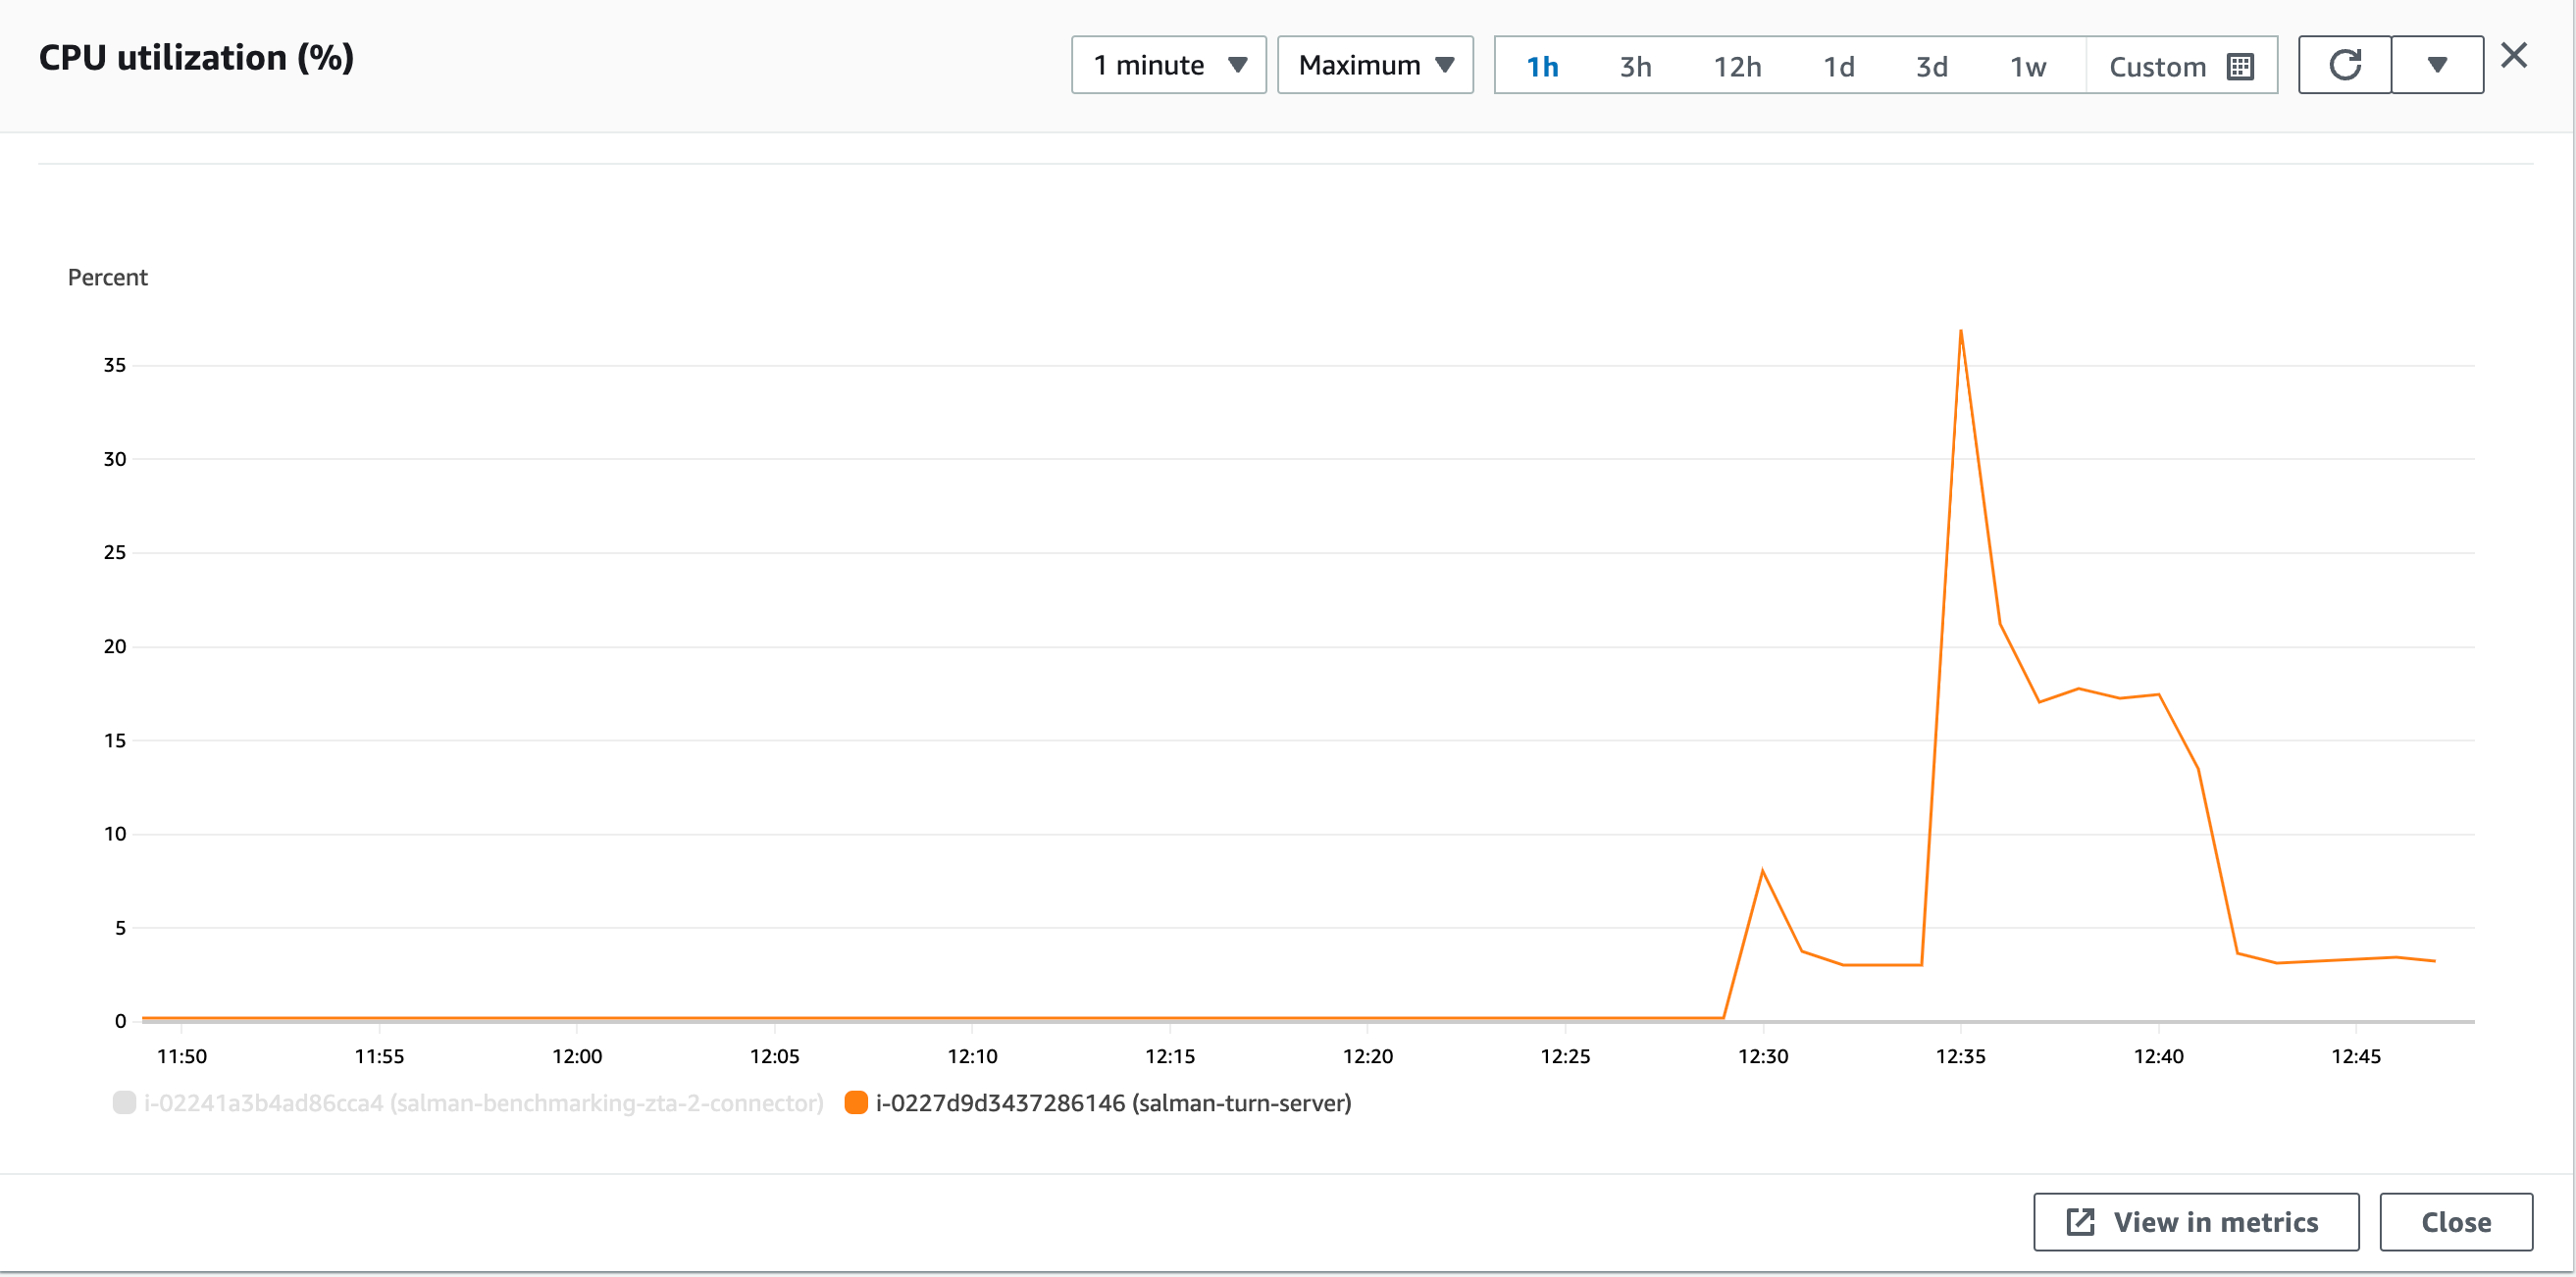 CPU utilization (%)
1 minute Maximum 1h 3h 12h 1d 3d 1w Custom
Percent
35
30
25
20
15
10
5
0
11:50 11:55 12:00 12:05 12:10 12:15 12:20 12:25 12:30 12:35 12:40 12:45
i-02241a3b4ad86cca4 (salman-benchmarking-zta-2-connector) i-0227d9d3437286146 (salman-turn-server)
View in metrics Close